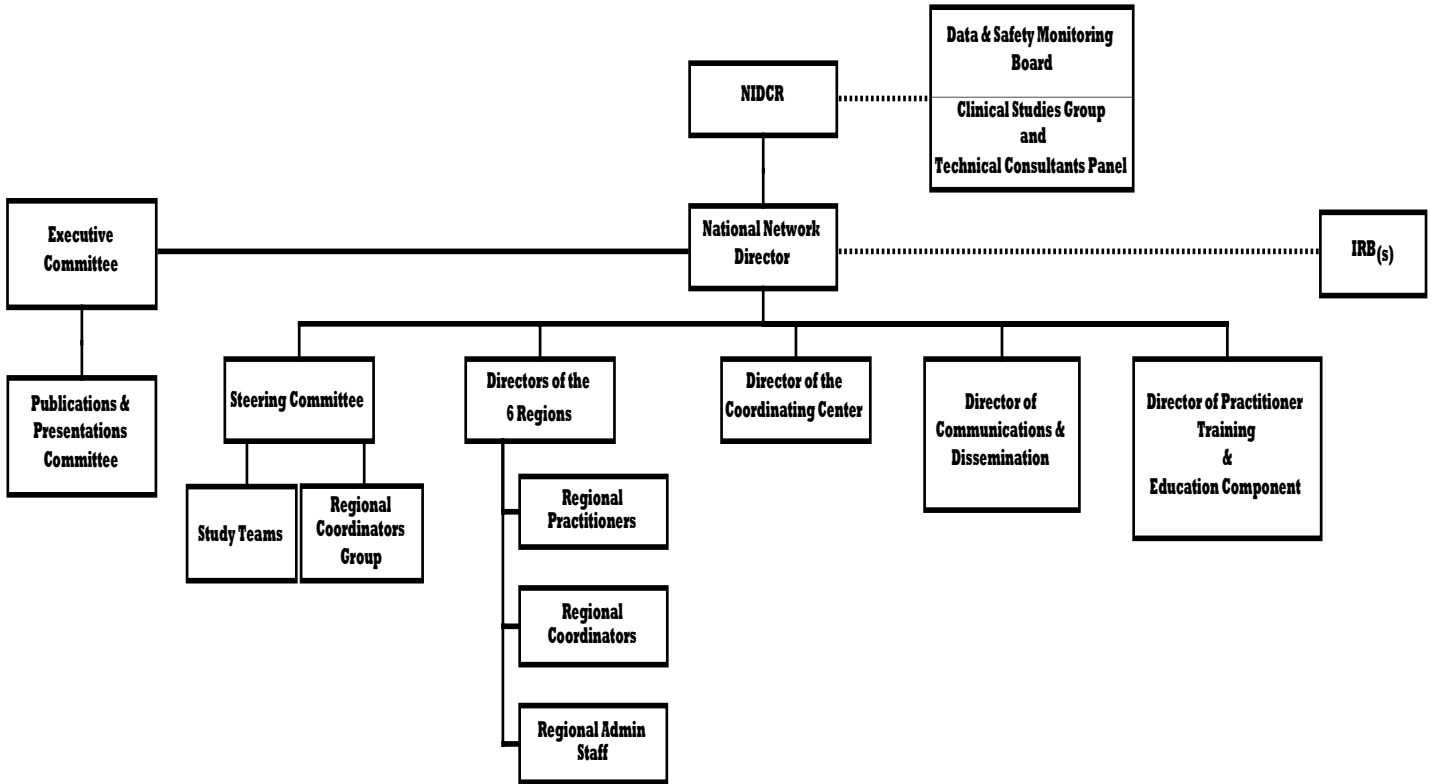 Data & Safety Monitoring
Board
NIDCR
Clinical Studies Group
and
Technical Consultants Panel
Executive
Committee
National Network
Director
IRB(s)
Publications &
Presentations
Committee
Steering Committee
Directors of the
6 Regions
Director of the
Coordinating Center
Director of
Communications &
Dissemination
Director of Practitioner
Training
&
Education Component
Study Teams
Regional
Coordinators
Group
Regional
Practitioners
Regional
Coordinators
Regional Admin
Staff